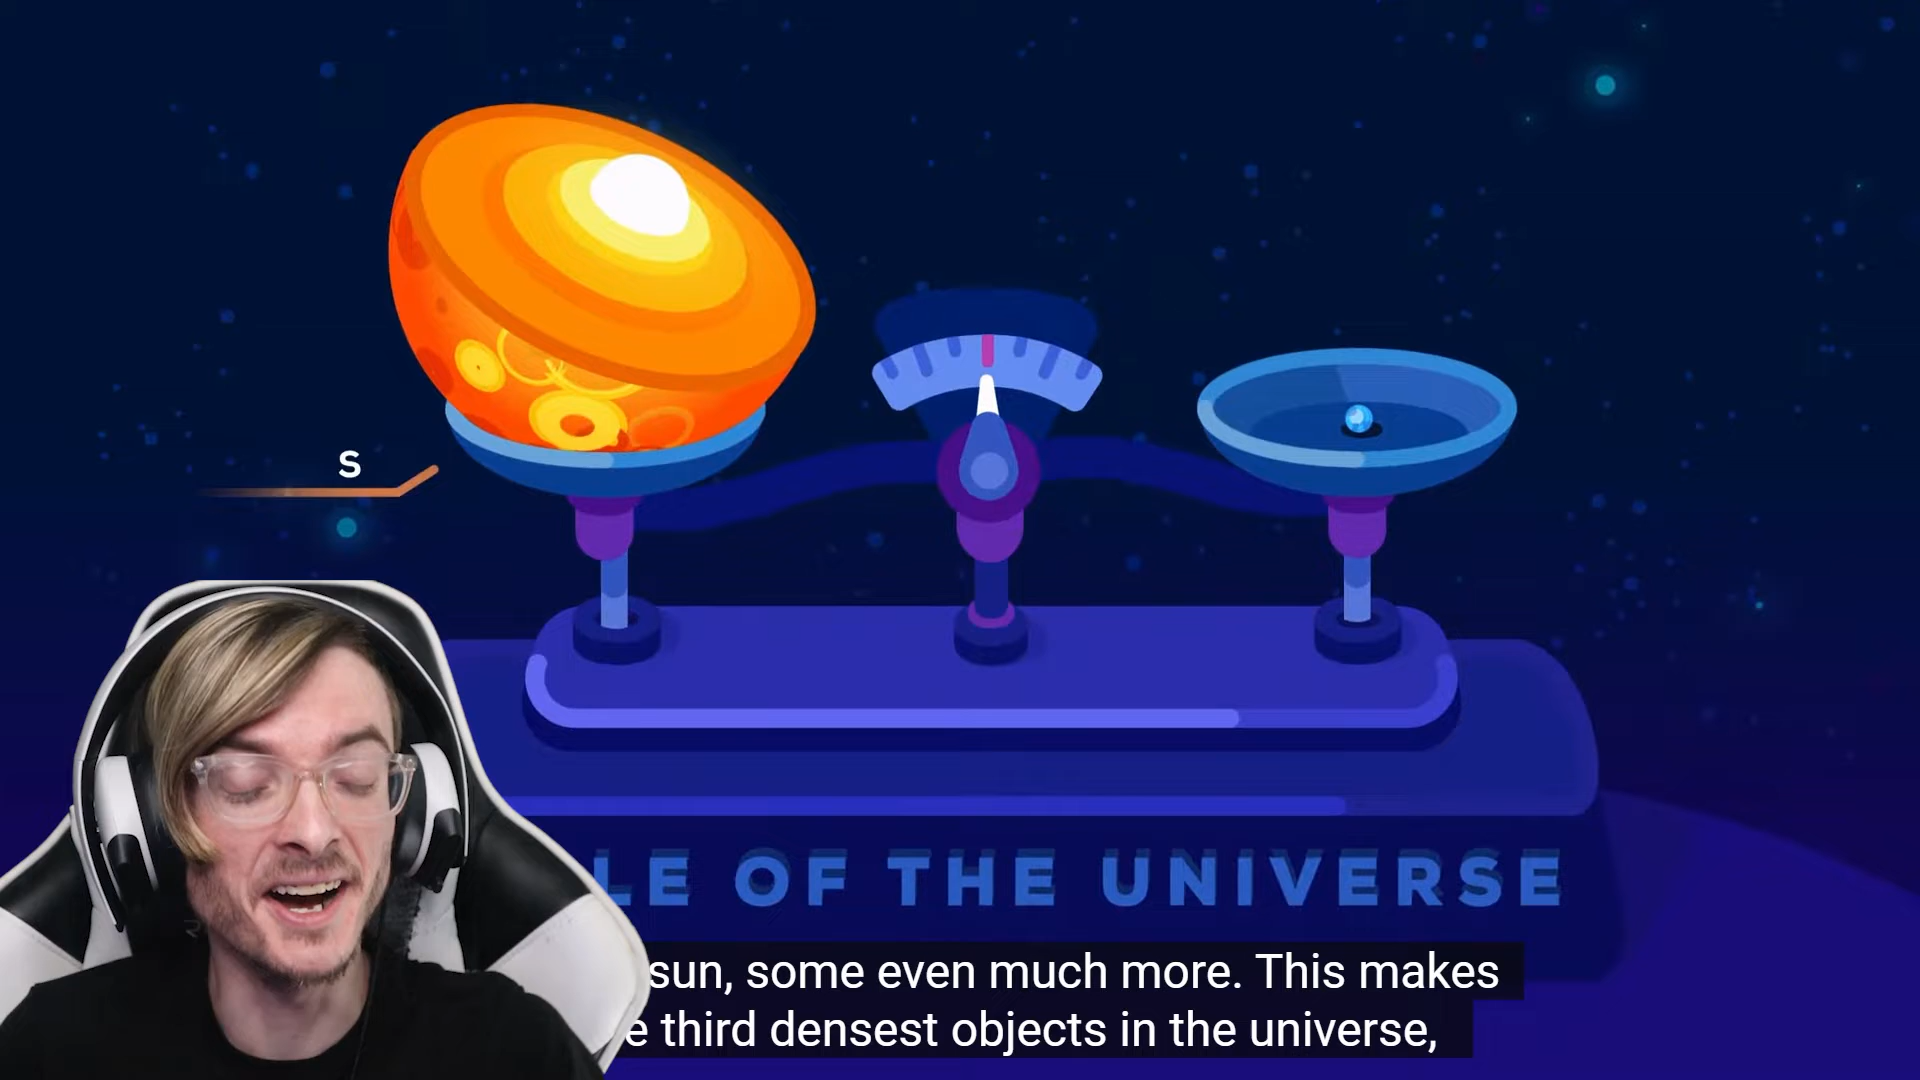 S
LE OF THE UNIVERSE
sun, some even much more. This makes
e third densest objects in the universe,